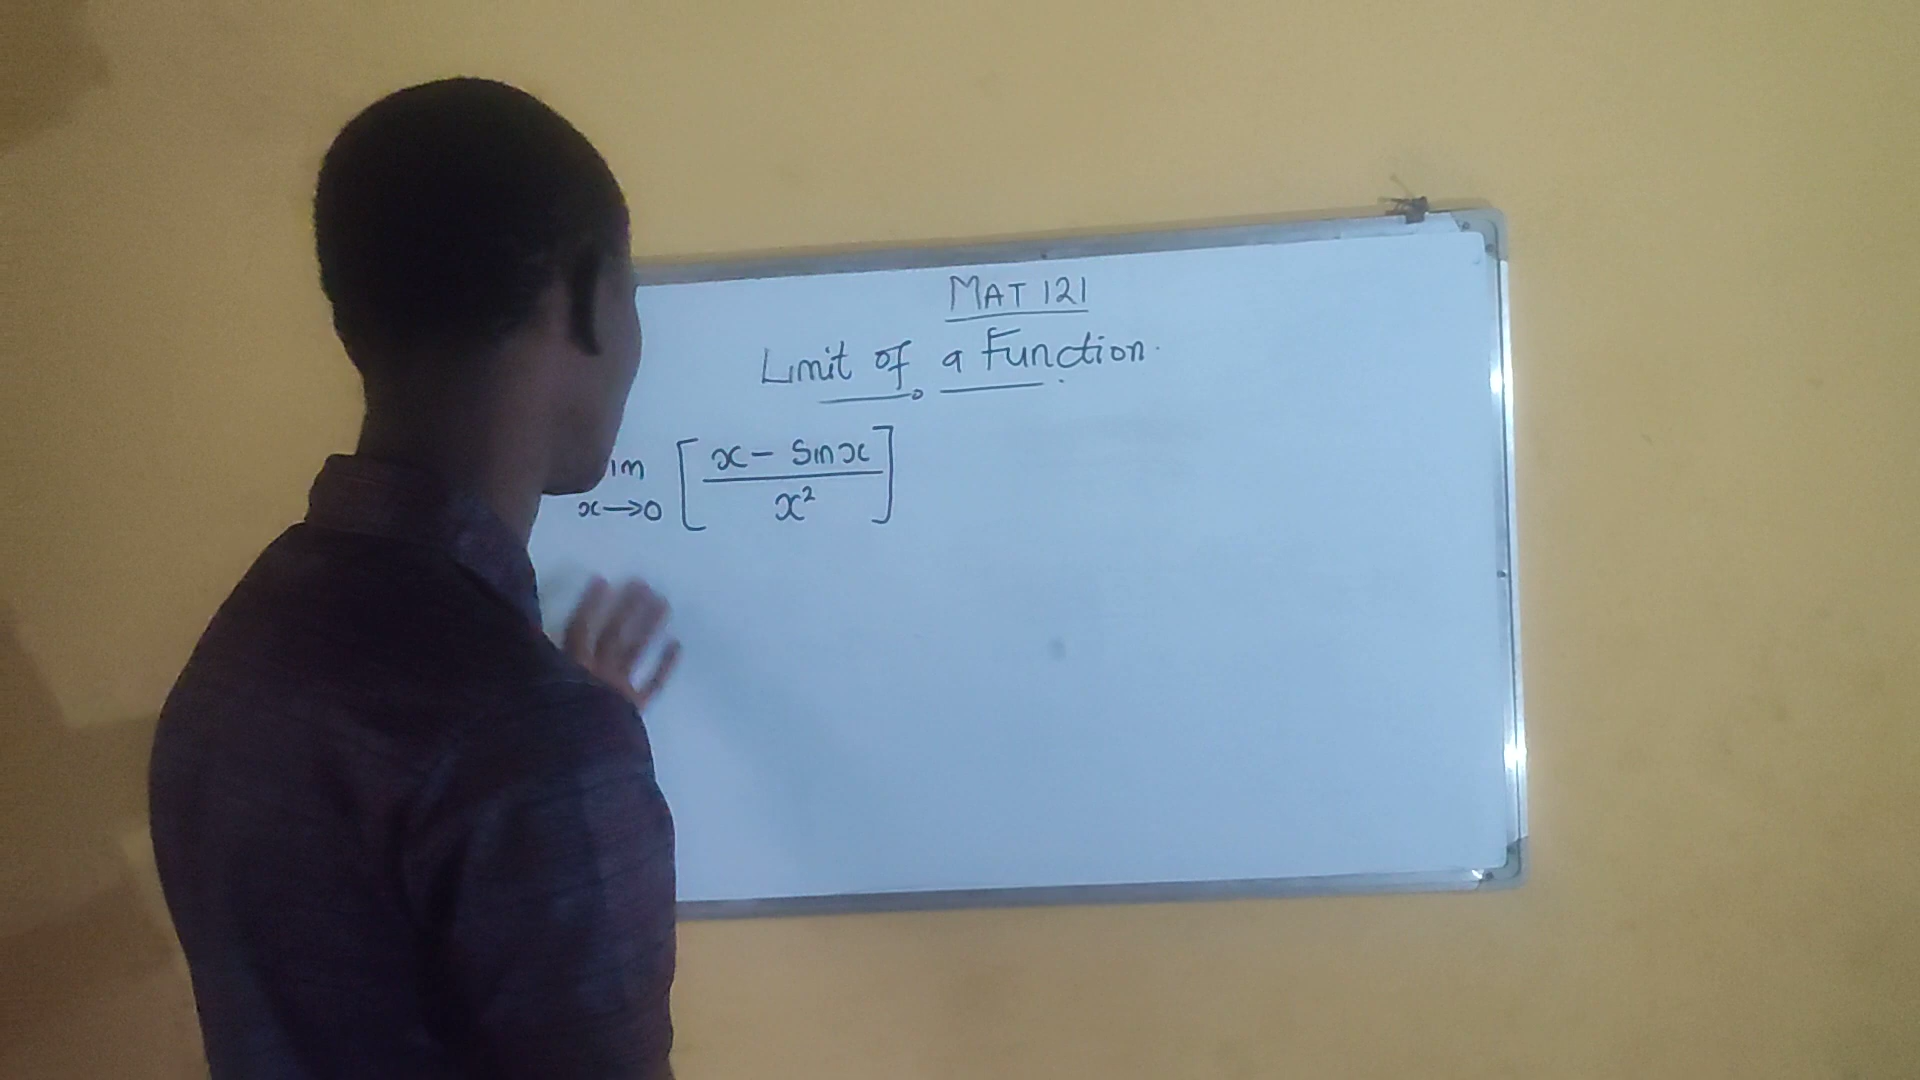 MAT 121
Limit of a Function.
im [x - Sin x / x²]
x→0